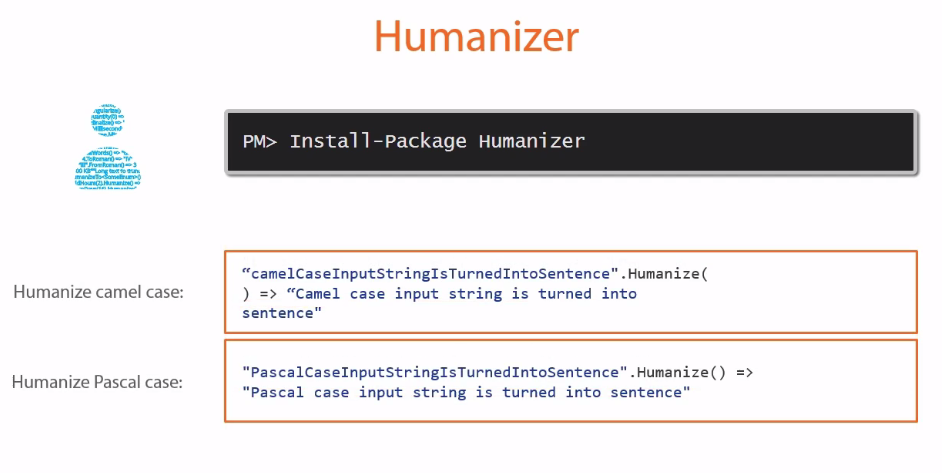 Humanizer
PM> Install-Package Humanizer
Humanize camel case:
“camelCaseInputStringIsTurnedIntoSentence".Humanize(
) => “Camel case input string is turned into
sentence"
Humanize Pascal case:
"PascalCaseInputStringIsTurnedIntoSentence".Humanize() =>
"Pascal case input string is turned into sentence"